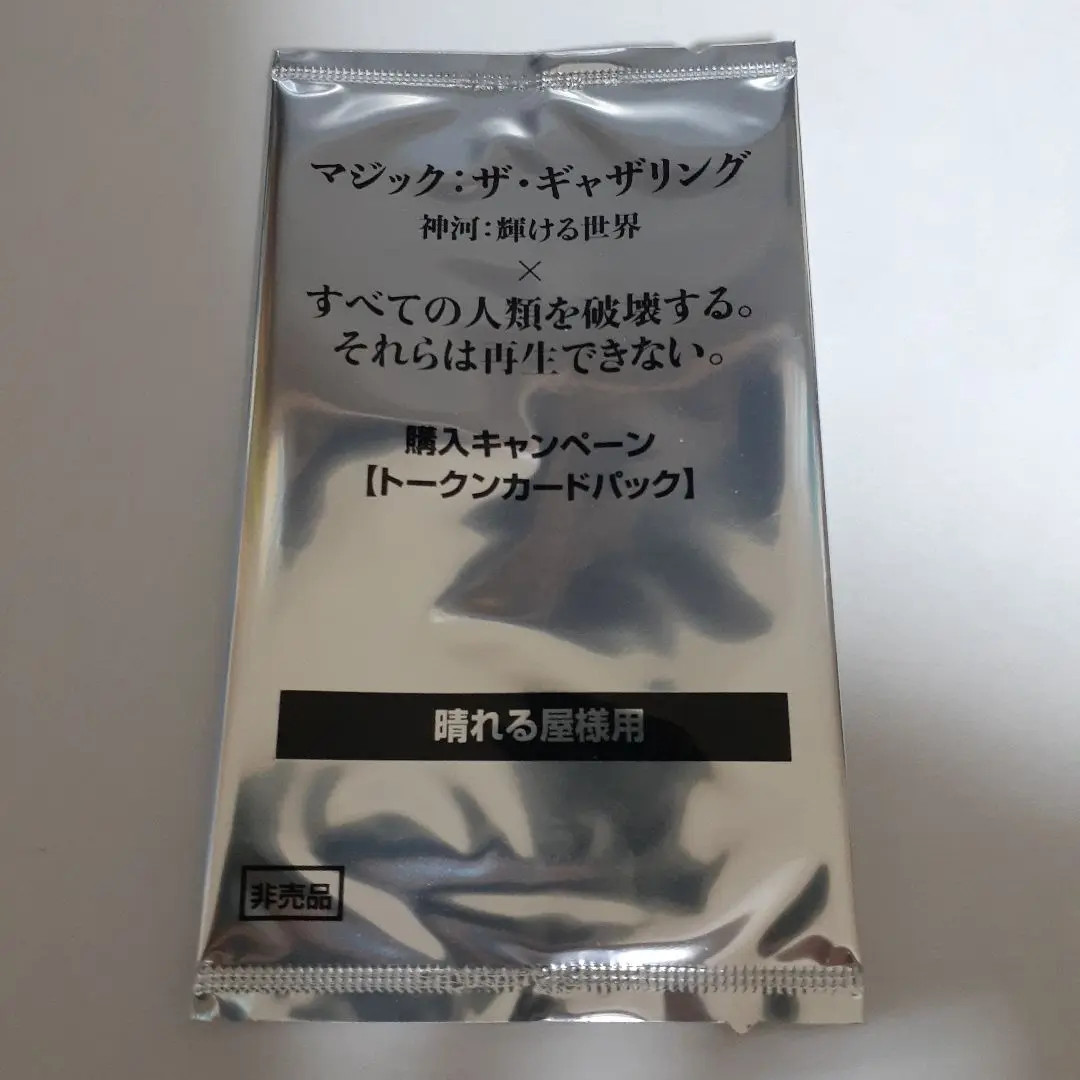 マジック：ザ・ギャザリング
神河：輝ける世界
×
すべての人類を破壊する。
それらは再生できない。
購入キャンペーン
【トークンカードパック】
晴れる屋様用
非売品